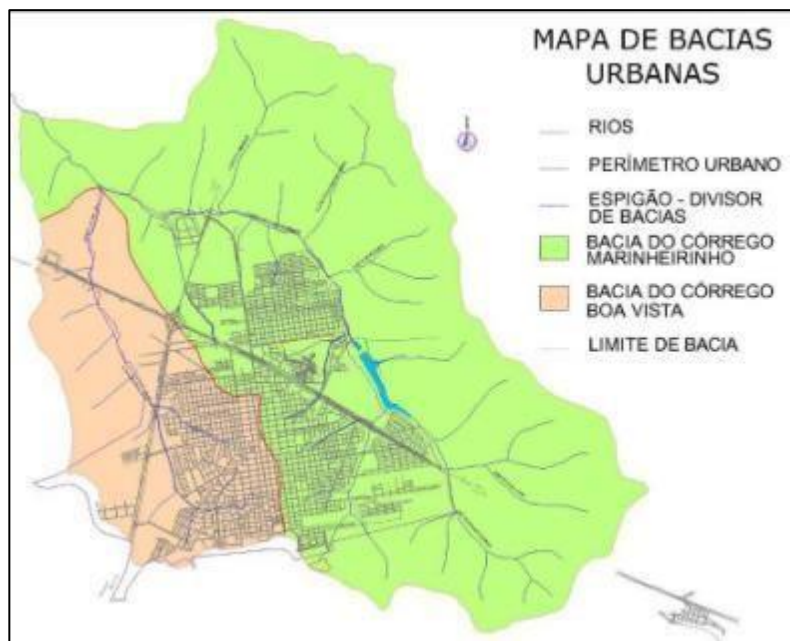 MAPA DE BACIAS
URBANAS
RIOS
PERÍMETRO URBANO
ESPIGÃO - DIVISOR
DE BACIAS
BACIA DO CÓRREGO
MARINHEIRINHO
BACIA DO CÓRREGO
BOA VISTA
LIMITE DE BACIA